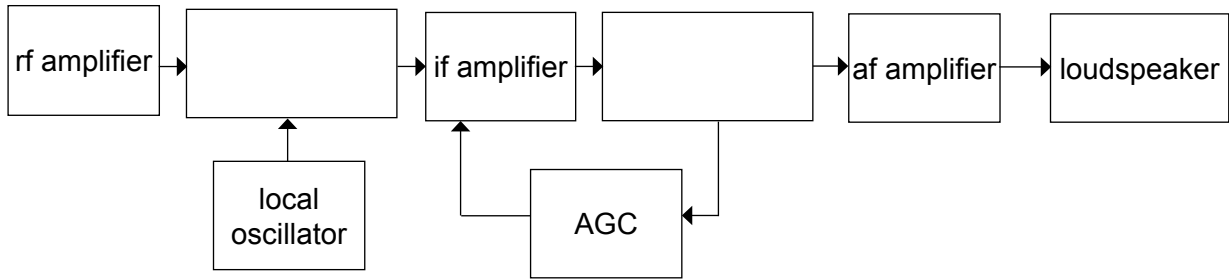 rf amplifier
if amplifier
af amplifier
loudspeaker
local
oscillator
AGC